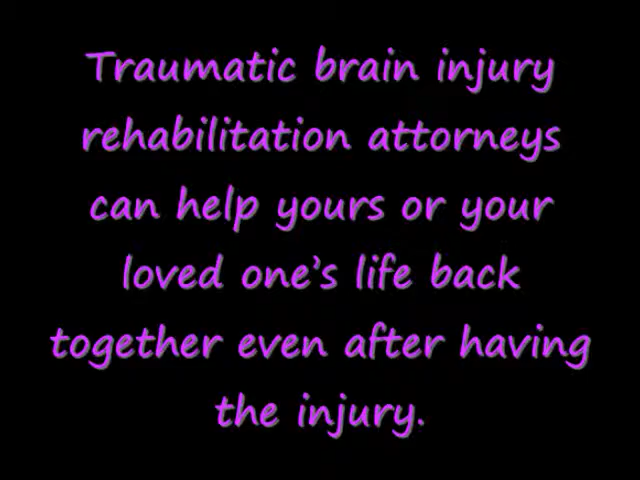 Traumatic brain injury
rehabilitation attorneys
can help yours or your
loved one's life back
together even after having
the injury.